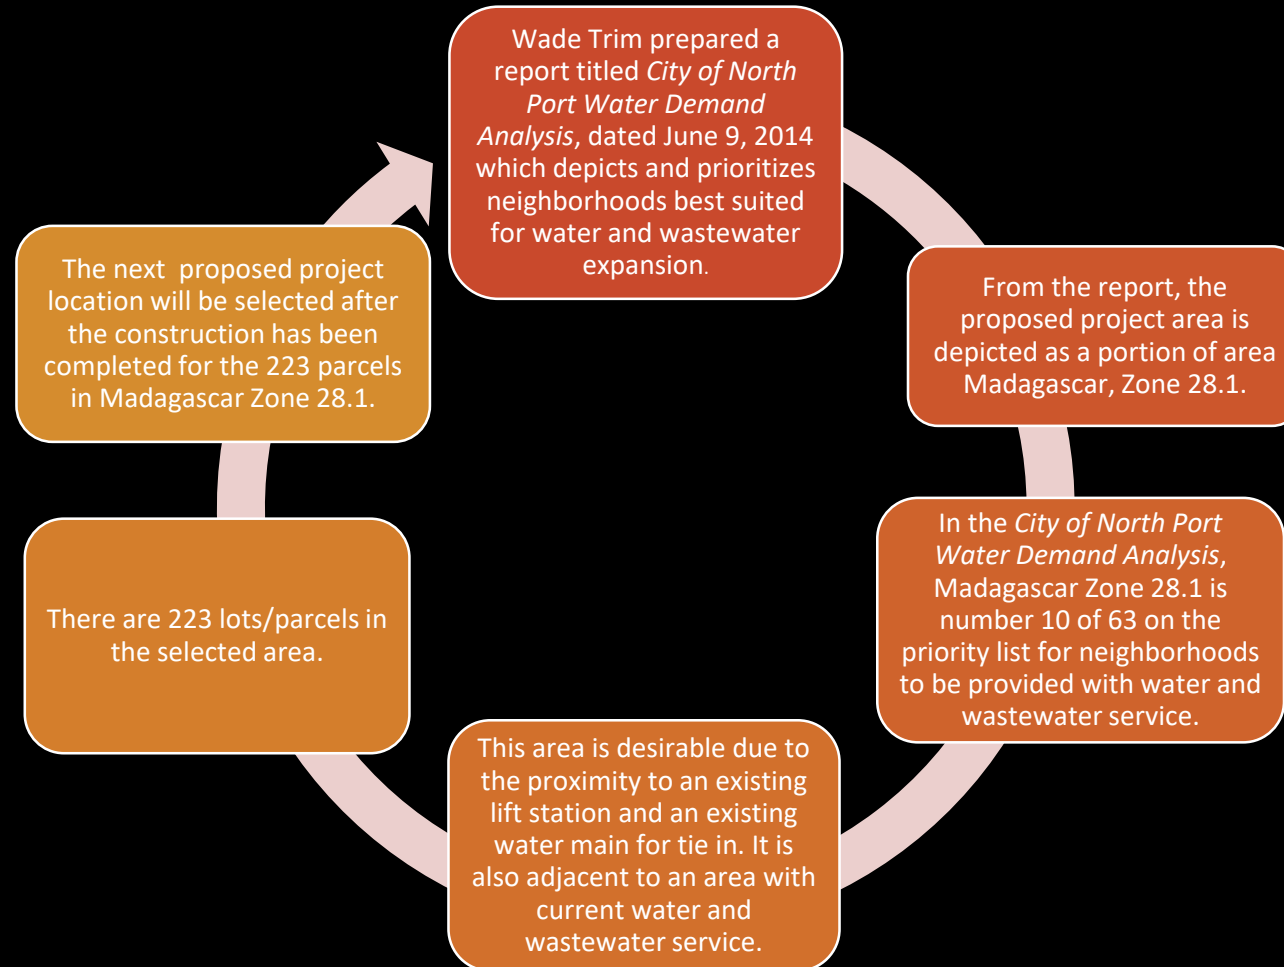 Wade Trim prepared a
report titled City of North
Port Water Demand
Analysis, dated June 9, 2014
which depicts and prioritizes
neighborhoods best suited
for water and wastewater
expansion.
From the report, the
proposed project area is
depicted as a portion of area
Madagascar, Zone 28.1.
In the City of North Port
Water Demand Analysis,
Madagascar Zone 28.1 is
number 10 of 63 on the
priority list for neighborhoods
to be provided with water and
wastewater service.
This area is desirable due to
the proximity to an existing
lift station and an existing
water main for tie in. It is
also adjacent to an area with
current water and
wastewater service.
There are 223 lots/parcels in
the selected area.
The next  proposed project
location will be selected after
the construction has been
completed for the 223 parcels
in Madagascar Zone 28.1.